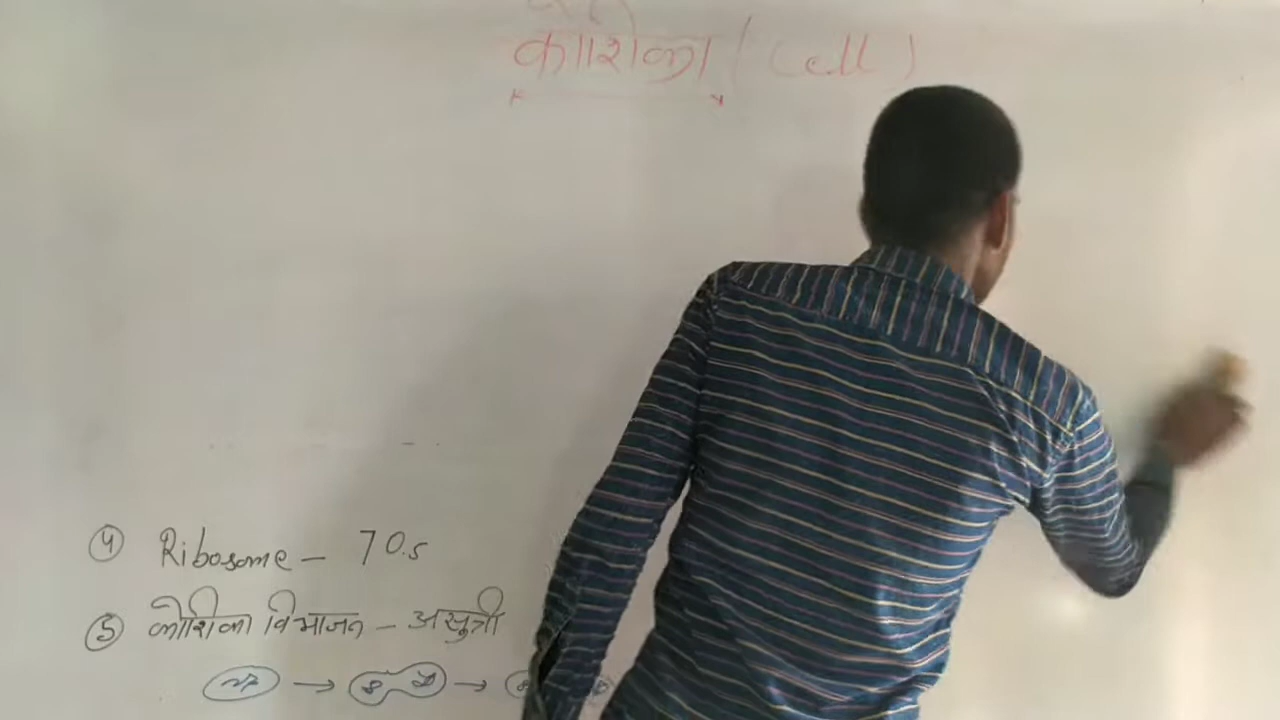 कोशिका (Cell)
④ Ribosome – 70s
⑤ कोशिका विभाजन – असूत्री